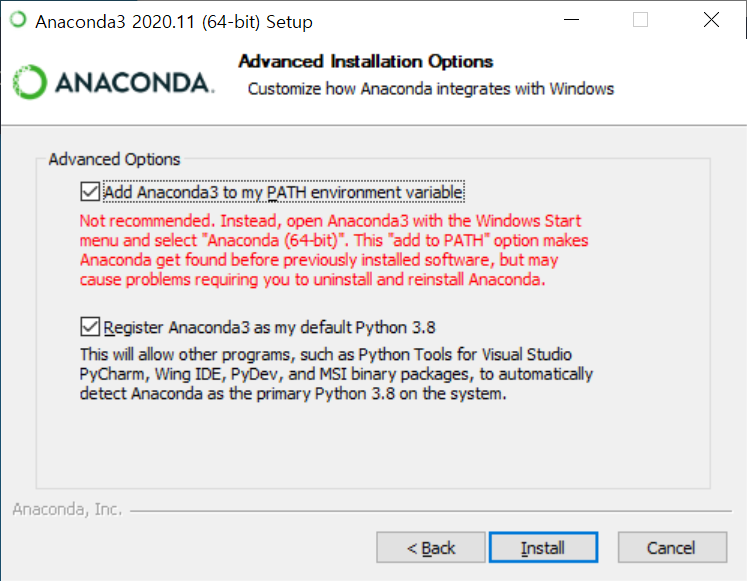 Anaconda3 2020.11 (64-bit) Setup
ANACONDA.
Advanced Installation Options
Customize how Anaconda integrates with Windows
Advanced Options
Add Anaconda3 to my PATH environment variable
Not recommended. Instead, open Anaconda3 with the Windows Start
menu and select "Anaconda (64-bit)". This "add to PATH" option makes
Anaconda get found before previously installed software, but may
cause problems requiring you to uninstall and reinstall Anaconda.
Register Anaconda3 as my default Python 3.8
This will allow other programs, such as Python Tools for Visual Studio
PyCharm, Wing IDE, PyDev, and MSI binary packages, to automatically
detect Anaconda as the primary Python 3.8 on the system.
Anaconda, Inc.
< Back
Install
Cancel